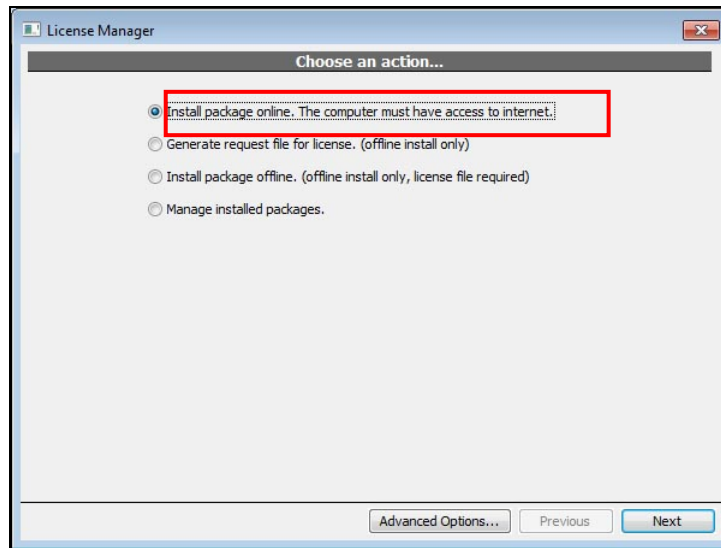 License Manager
Choose an action...
Install package online. The computer must have access to internet.
Generate request file for license. (offline install only)
Install package offline. (offline install only, license file required)
Manage installed packages.
Advanced Options... Previous Next